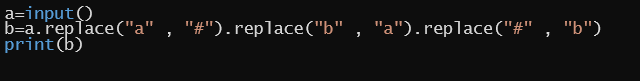 a=input()
b=a.replace("a" , "#").replace("b" , "a").replace("#" , "b")
print(b)